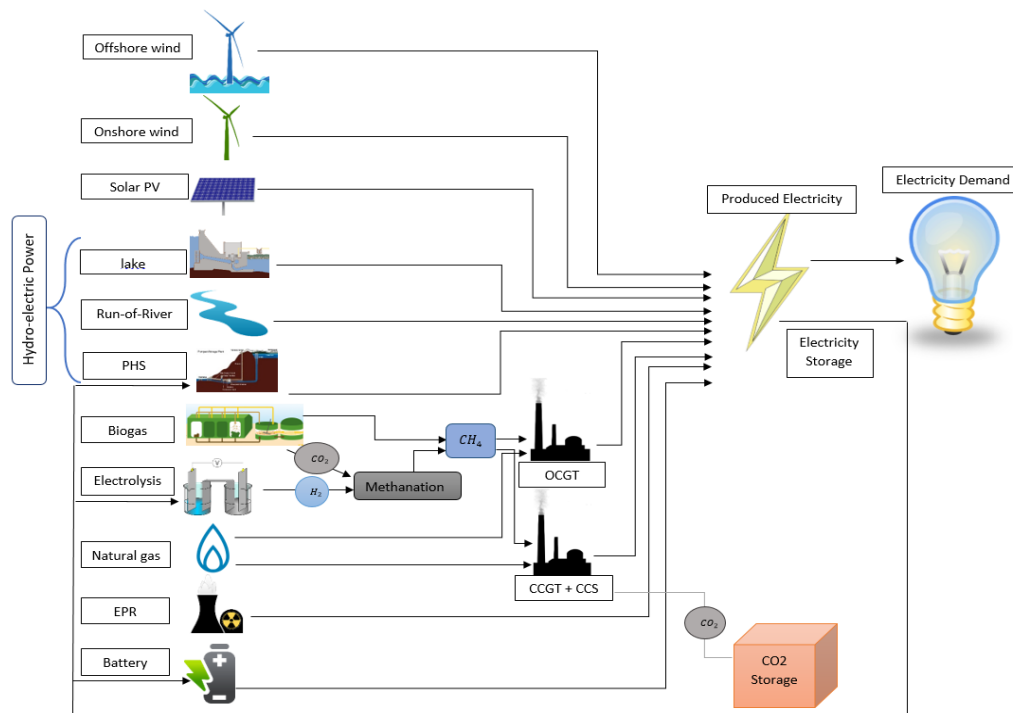 Offshore wind
Onshore wind
Solar PV
Electricity Demand
Produced Electricity
Hydro-electric Power
lake
Run-of-River
PHS
Electricity
Storage
Biogas
CO₂
CH₄
OCGT
Electrolysis
V
H₂
Methanation
Natural gas
CCGT + CCS
EPR
CO₂
Battery
CO2
Storage